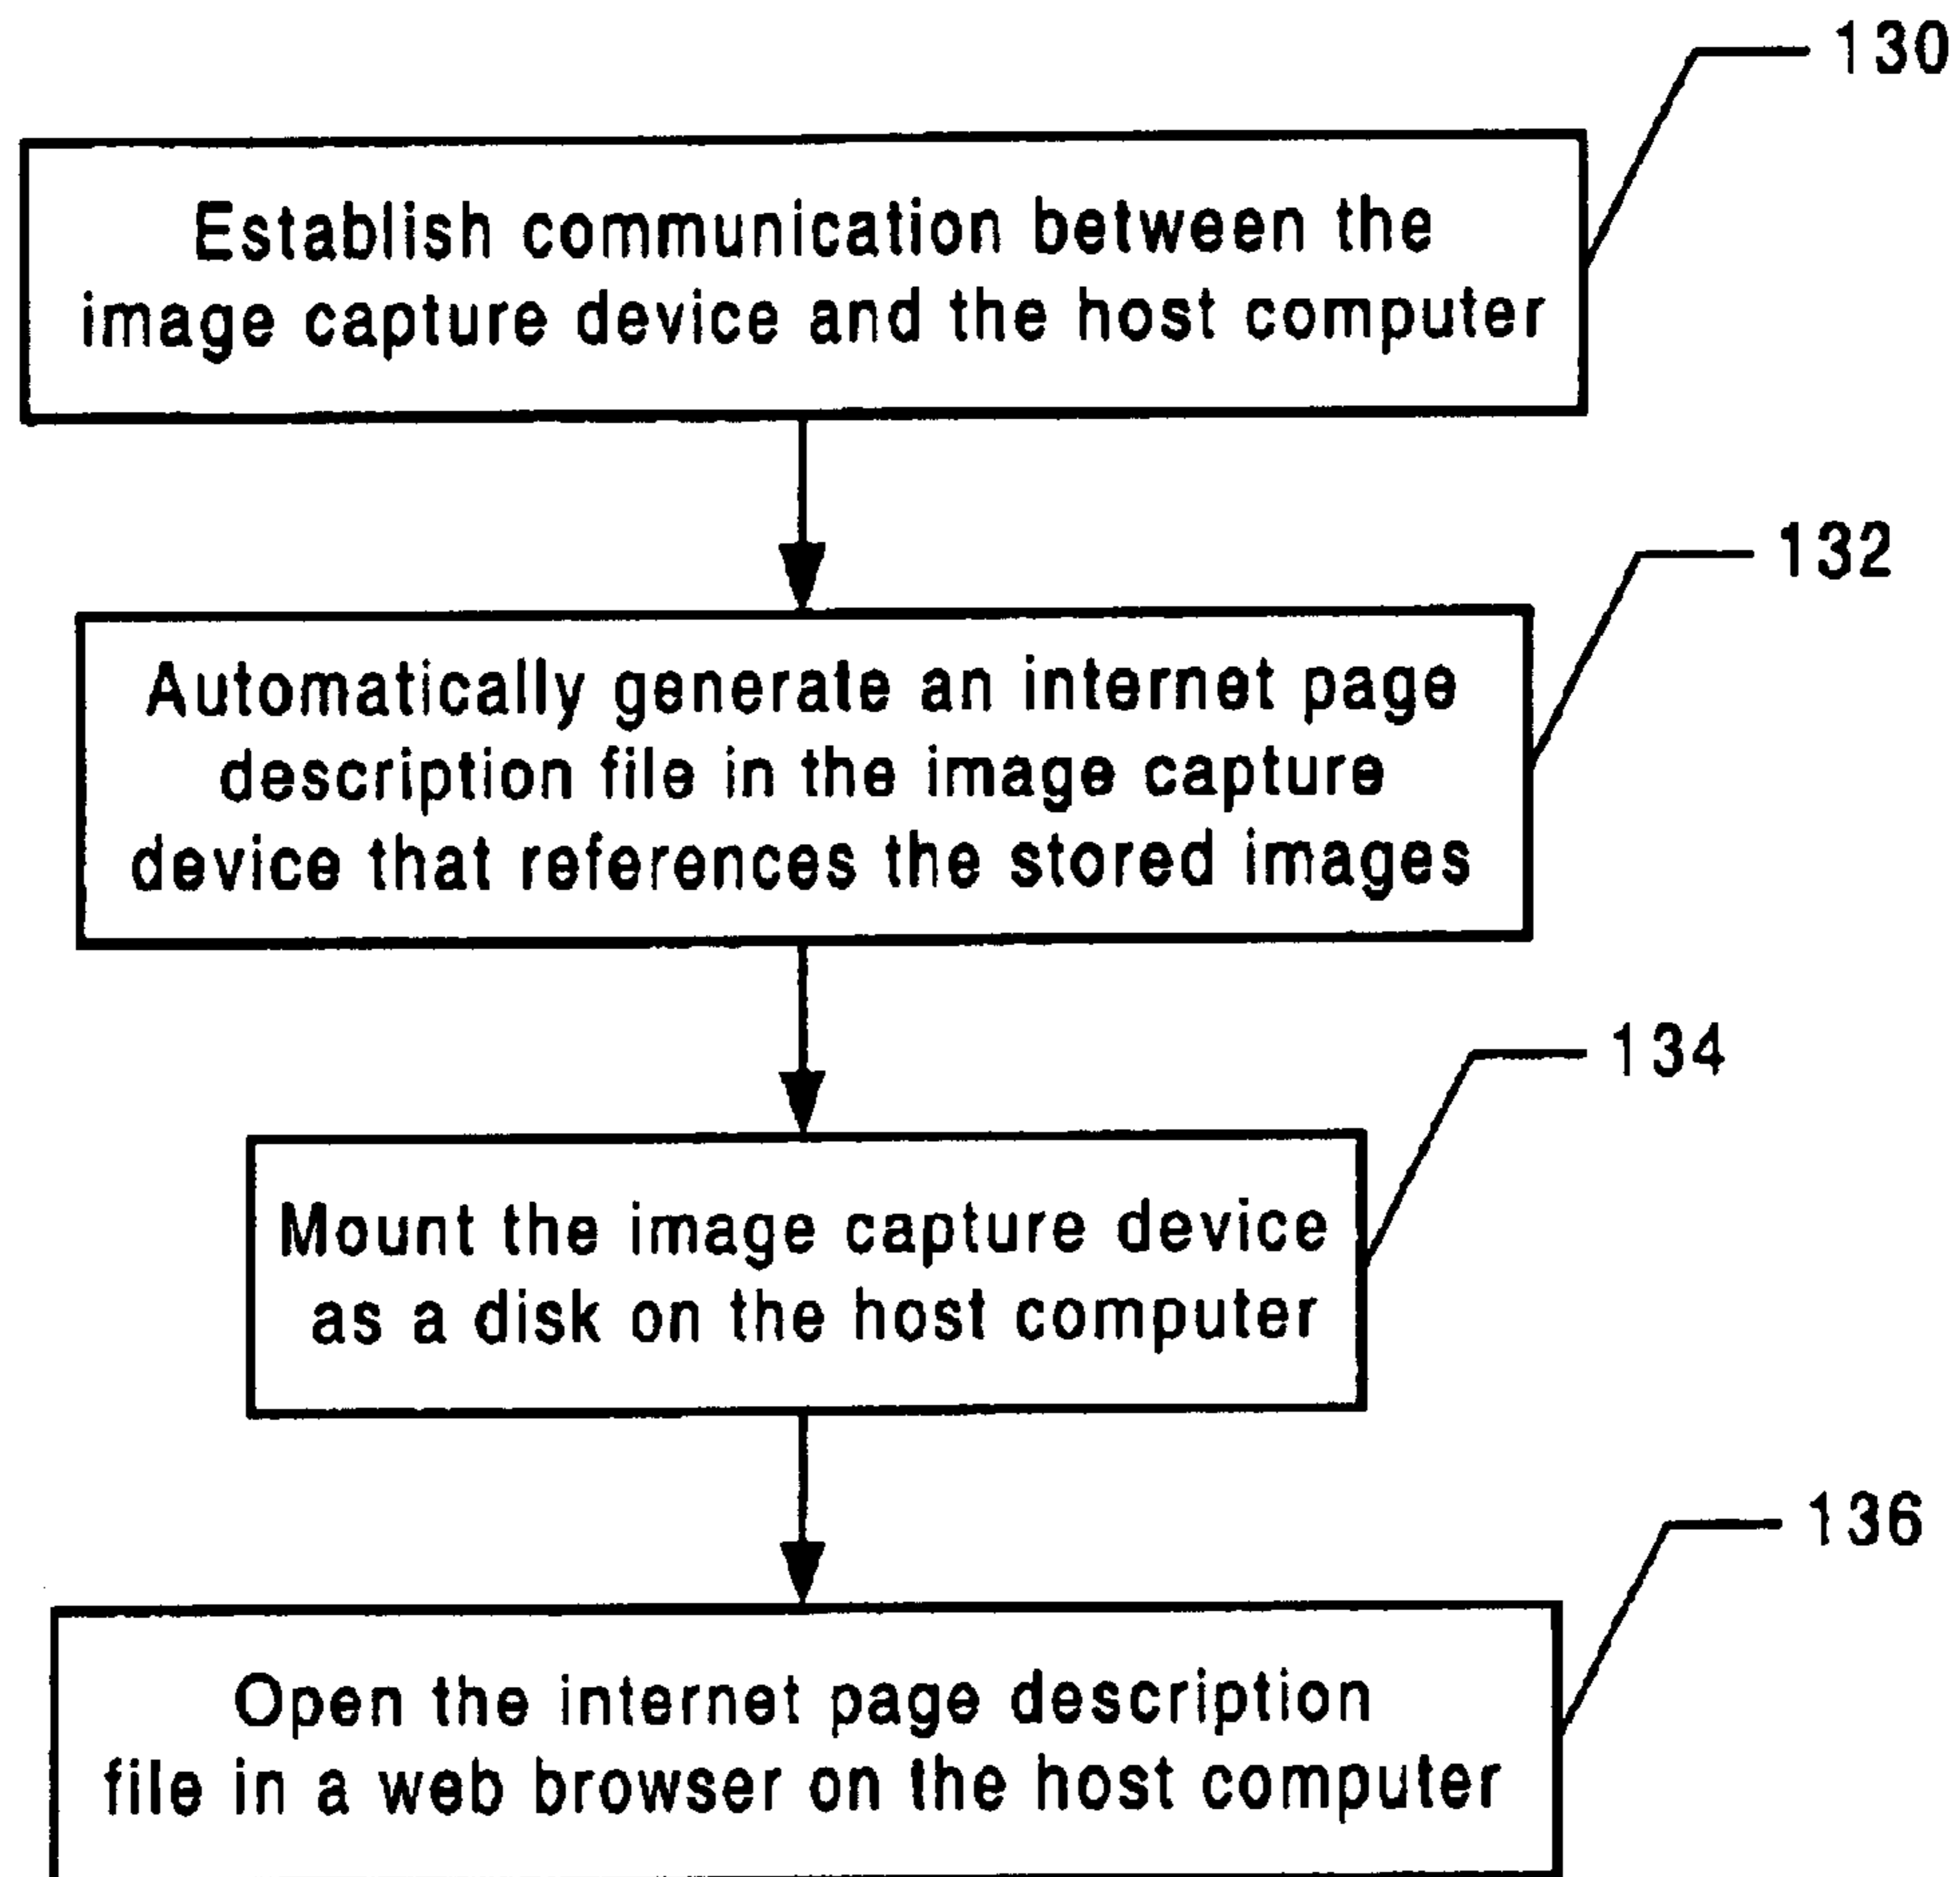 130
Establish communication between the
image capture device and the host computer
132
Automatically generate an internet page
description file in the image capture
device that references the stored images
134
Mount the image capture device
as a disk on the host computer
136
Open the internet page description
file in a web browser on the host computer